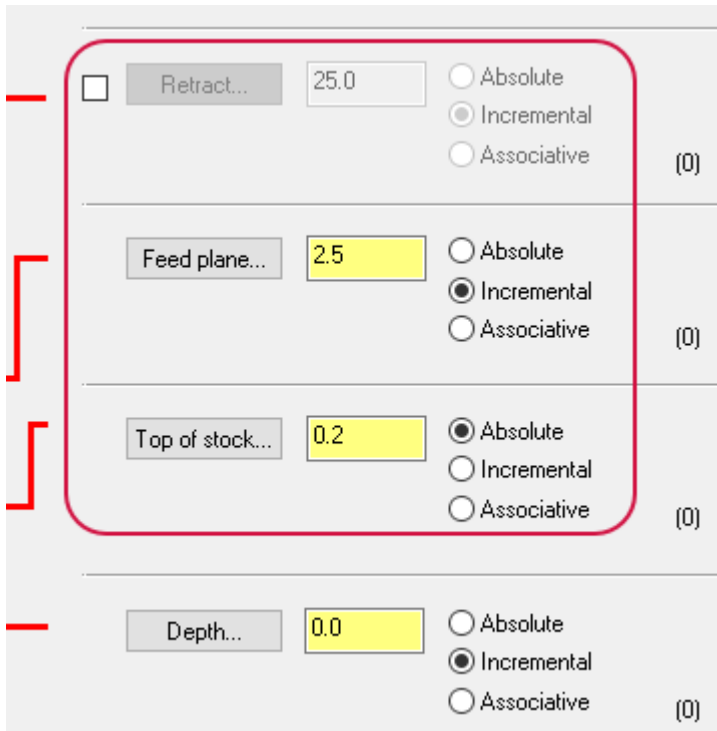 Retract... 25.0 Absolute
Incremental
Associative (0)
Feed plane... 2.5 Absolute
Incremental
Associative (0)
Top of stock... 0.2 Absolute
Incremental
Associative (0)
Depth... 0.0 Absolute
Incremental
Associative (0)